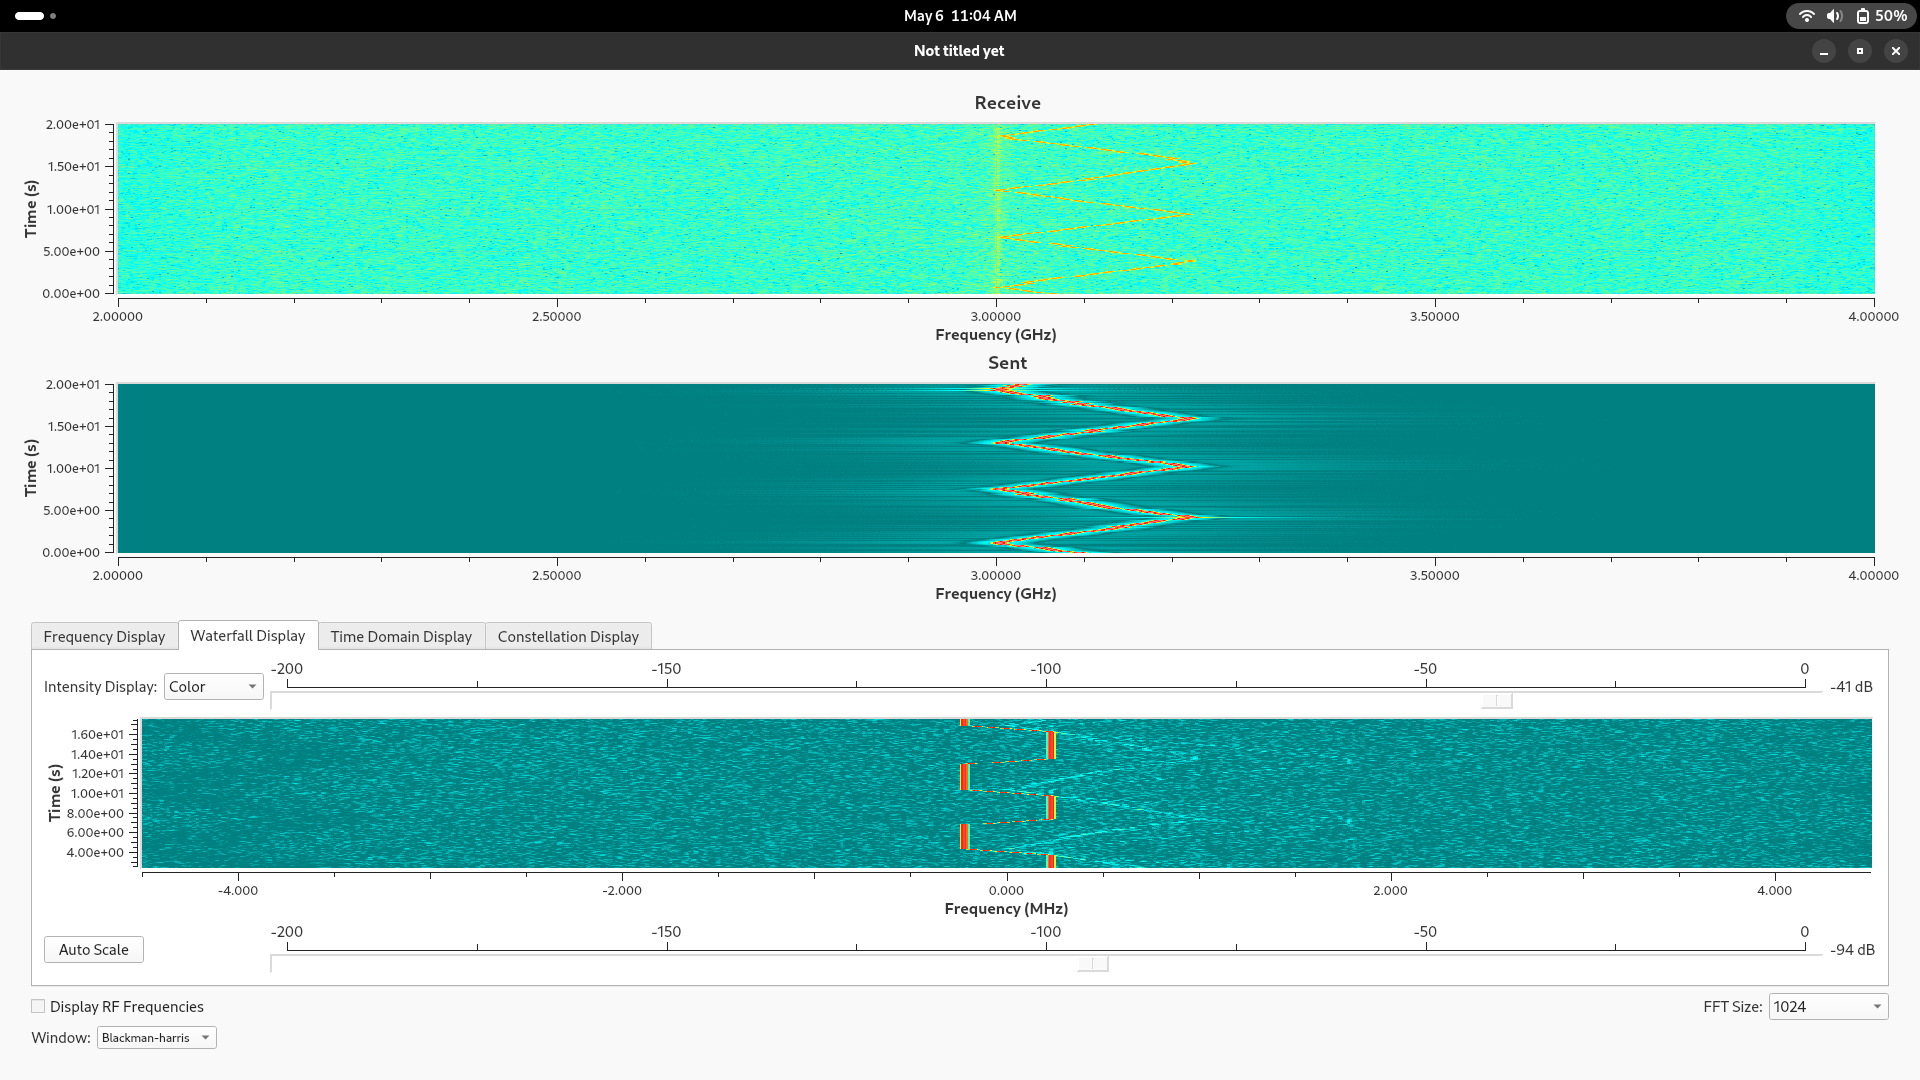 May 6 11:04 AM
50%
Not titled yet
Receive
2.00e+01
1.50e+01
1.00e+01
5.00e+00
0.00e+00
Time (s)
2.00000 2.50000 3.00000 3.50000 4.00000
Frequency (GHz)
Sent
2.00e+01
1.50e+01
1.00e+01
5.00e+00
0.00e+00
Time (s)
2.00000 2.50000 3.00000 3.50000 4.00000
Frequency (GHz)
Frequency Display Waterfall Display Time Domain Display Constellation Display
-200 -150 -100 -50 0
Intensity Display: Color -41 dB
1.60e+01
1.40e+01
1.20e+01
1.00e+01
8.00e+00
6.00e+00
4.00e+00
Time (s)
-4.000 -2.000 0.000 2.000 4.000
Frequency (MHz)
-200 -150 -100 -50 0
Auto Scale -94 dB
Display RF Frequencies FFT Size: 1024
Window: Blackman-harris